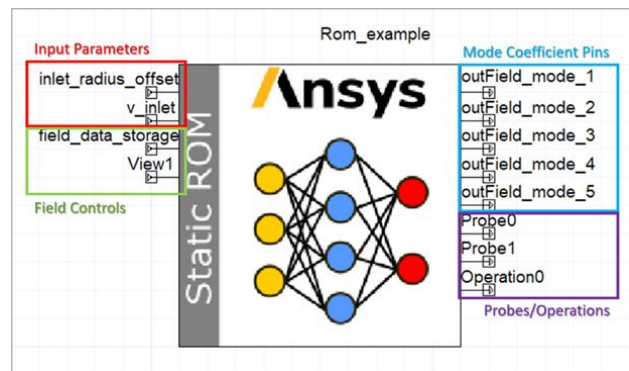 Rom_example
Input Parameters
inlet_radius_offset
v_inlet
field_data_storage
View1
Field Controls
Static ROM
Ansys
Mode Coefficient Pins
outField_mode_1
outField_mode_2
outField_mode_3
outField_mode_4
outField_mode_5
Probe0
Probe1
Operation0
Probes/Operations